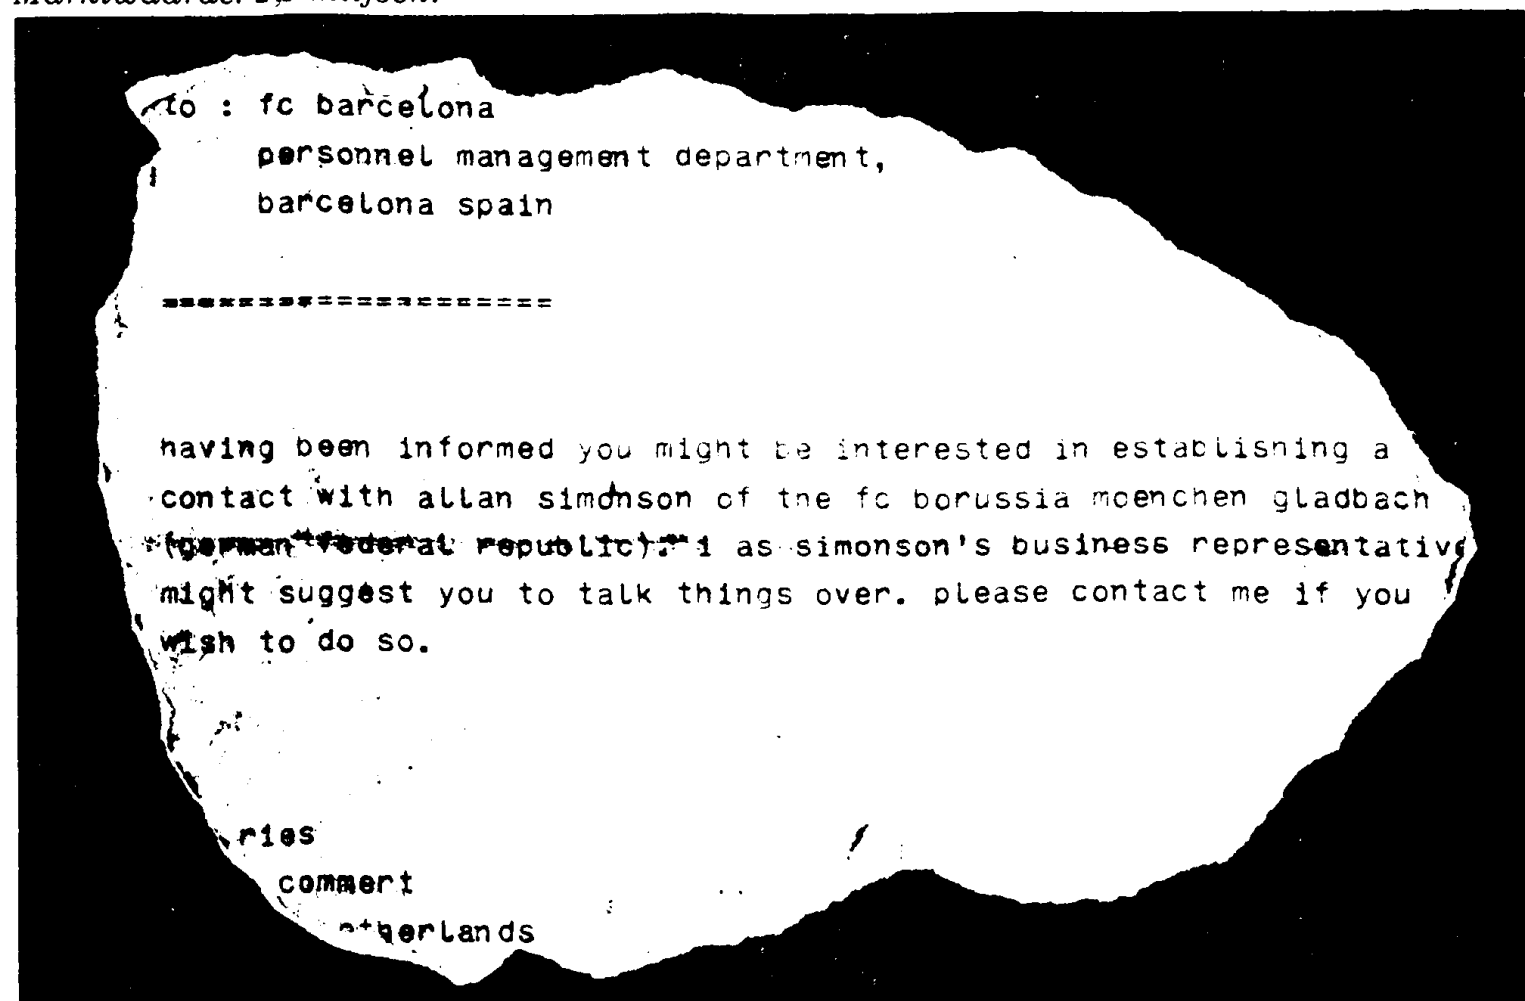 to : fc barcelona
personnel management department,
barcelona spain
====================
having been informed you might be interested in establishing a
contact with allan simonson of the fc borussia moenchen gladbach
(german federal republic). i as simonson's business representative
might suggest you to talk things over. please contact me if you
wish to do so.
ries
commert
therlands